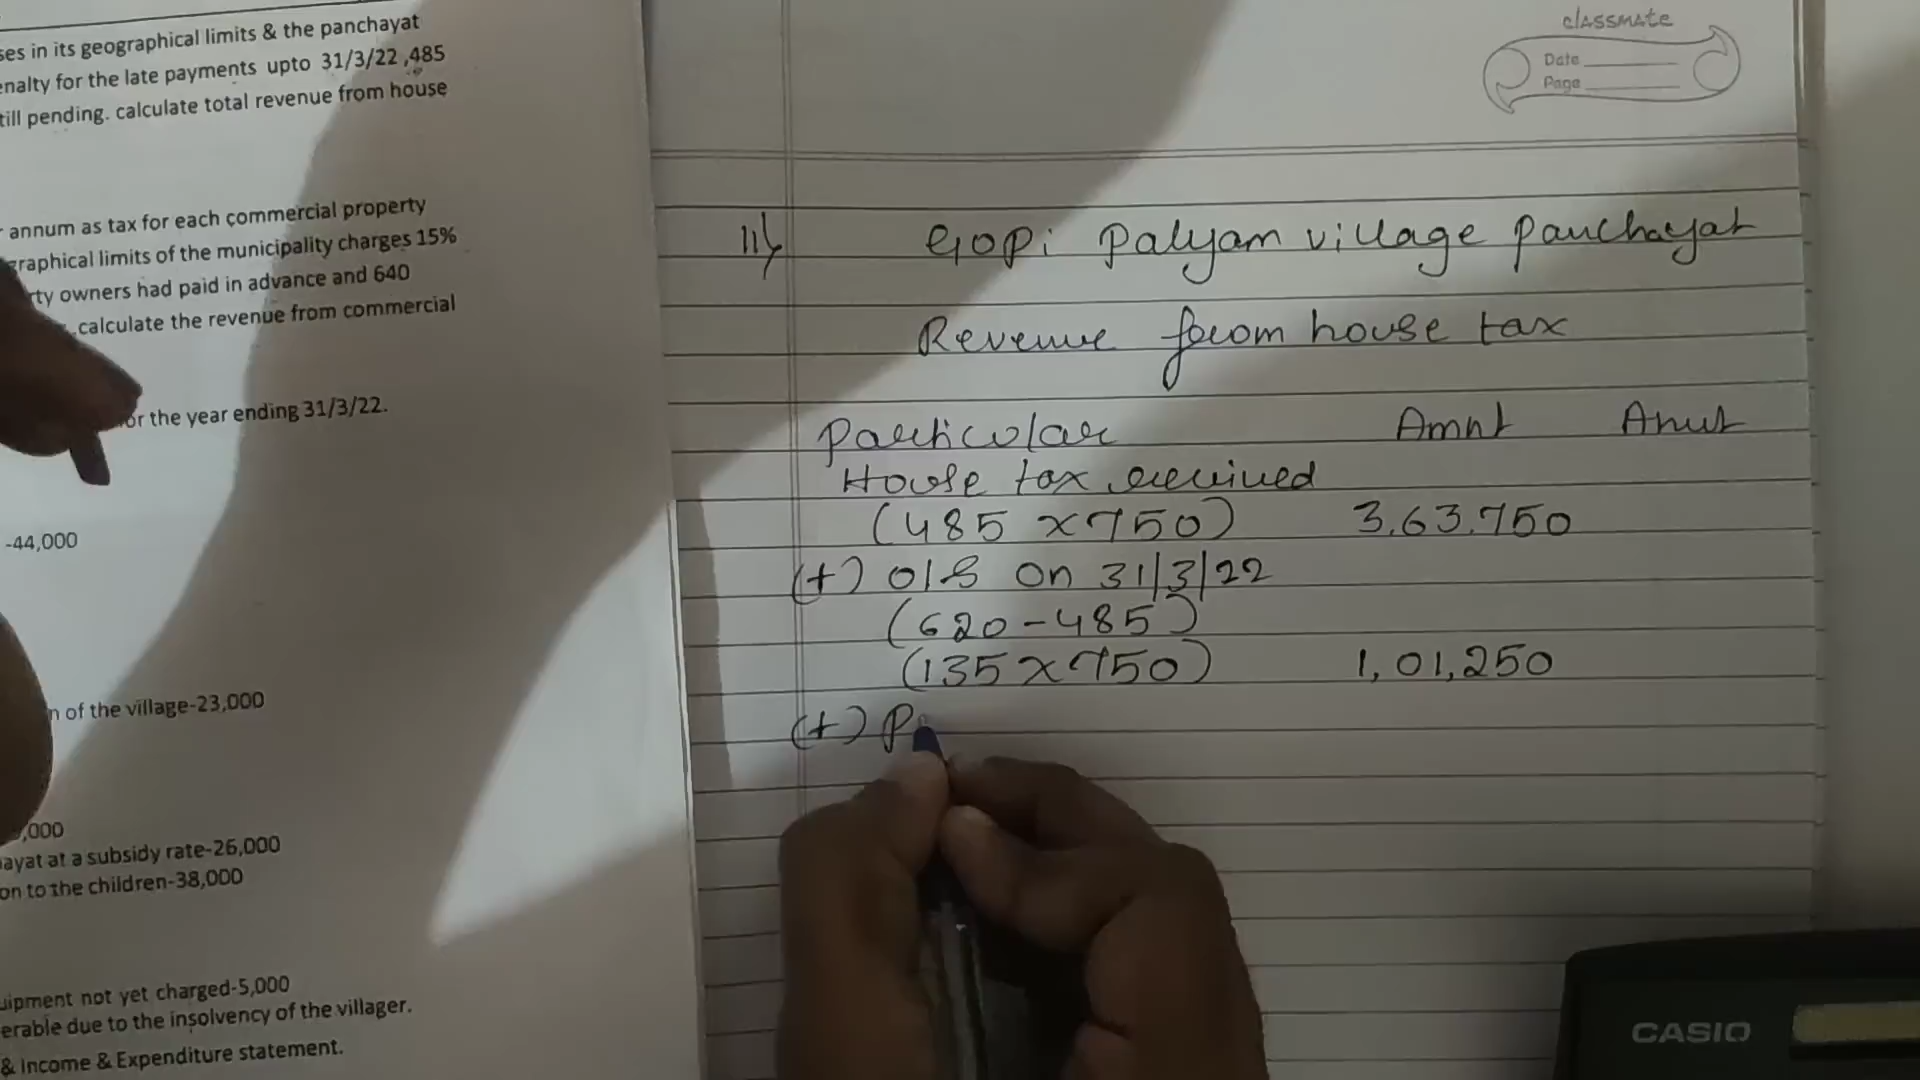 ses in its geographical limits & the panchayat
enalty for the late payments upto 31/3/22 ,485
till pending. calculate total revenue from house
annum as tax for each commercial property
graphical limits of the municipality charges 15%
rty owners had paid in advance and 640
calculate the revenue from commercial
or the year ending 31/3/22.
-44,000
n of the village-23,000
,000
ayat at a subsidy rate-26,000
on to the children-38,000
uipment not yet charged-5,000
erable due to the insolvency of the villager.
& Income & Expenditure statement.
classmate
Date
Page
11) Gopi Palyam village Panchayat
Revenue from house tax
Particular Amnt Amnt
House tax received
(485 x 750) 3,63,750
(+) O/S on 31/3/22
(620 - 485)
(135 x 750) 1,01,250
(+) P
CASIO